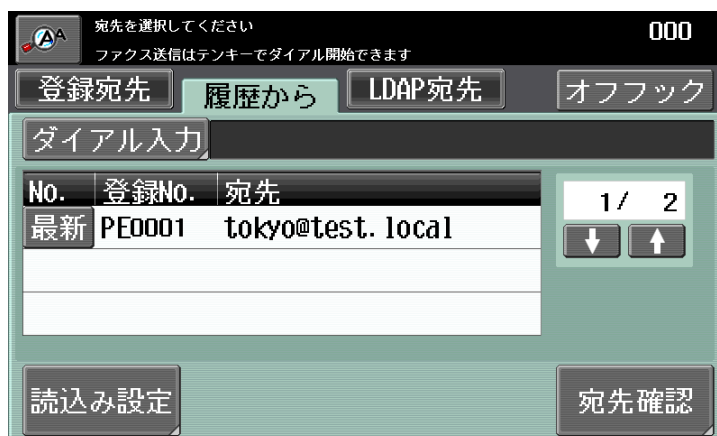 宛先を選択してください
000
ファクス送信はテンキーでダイアル開始できます
登録宛先 履歴から LDAP宛先 オフフック
ダイアル入力
No. 登録No. 宛先
1/ 2
最新 PE0001 tokyo@test.local
読込み設定 宛先確認